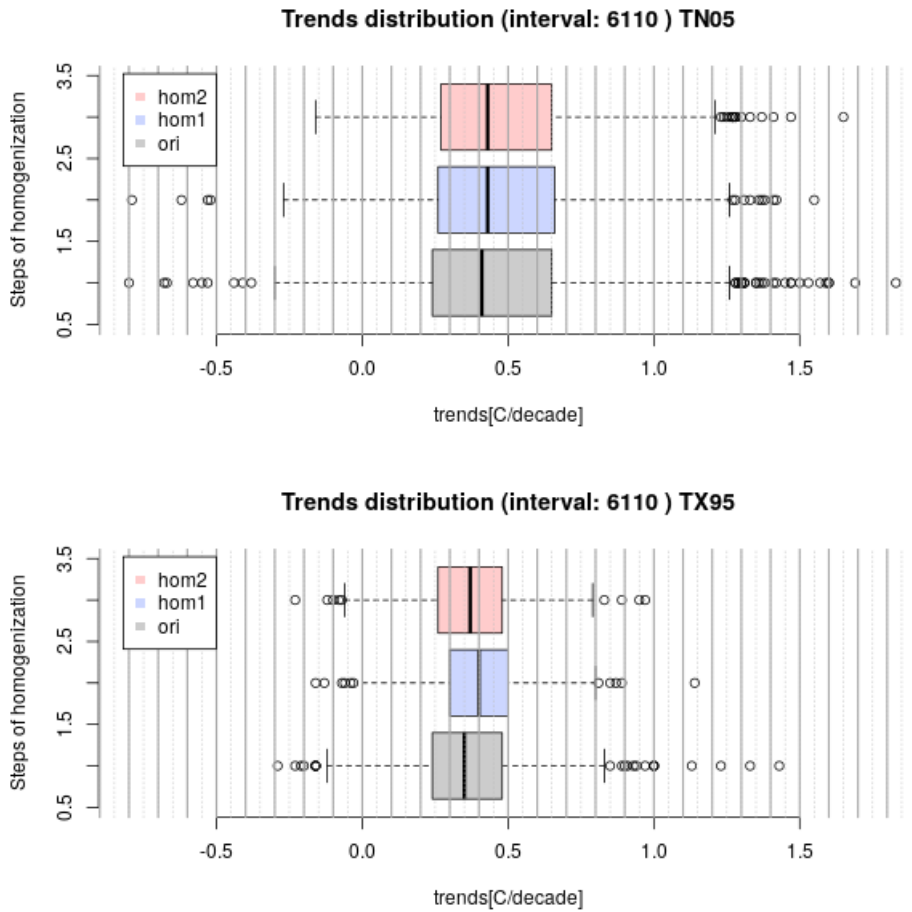 Trends distribution (interval: 6110 ) TN05
Steps of homogenization
3.5
2.5
1.5
0.5
hom2
hom1
ori
-0.5 0.0 0.5 1.0 1.5
trends[C/decade]
Trends distribution (interval: 6110 ) TX95
Steps of homogenization
3.5
2.5
1.5
0.5
hom2
hom1
ori
-0.5 0.0 0.5 1.0 1.5
trends[C/decade]